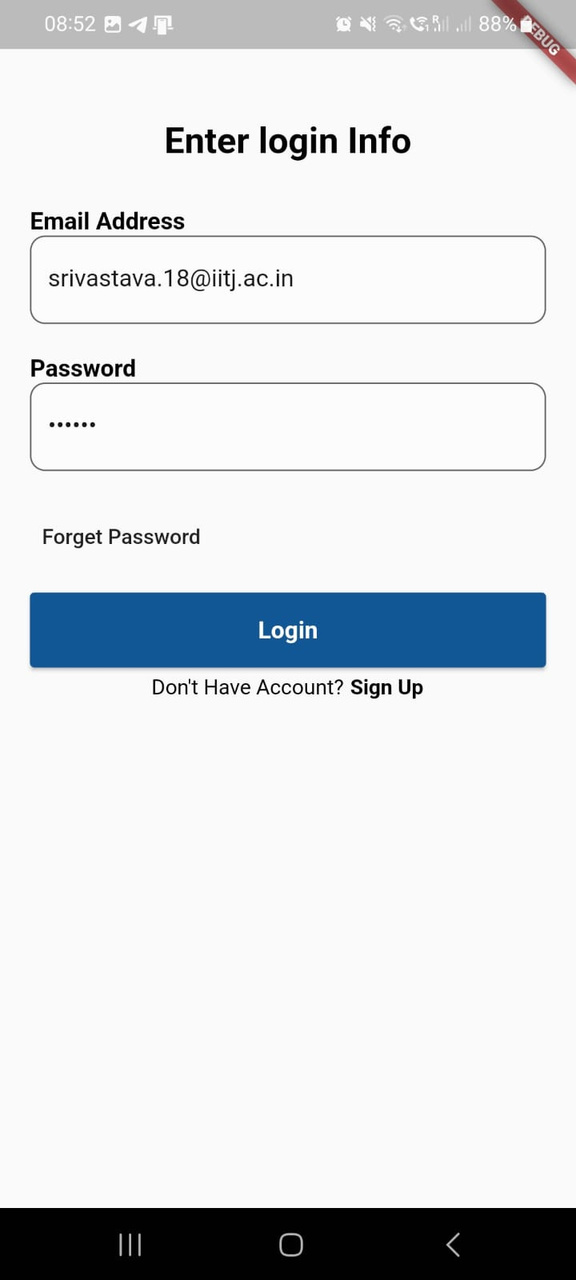 08:52 88%
DEBUG
Enter login Info
Email Address
srivastava.18@iitj.ac.in
Password
••••••
Forget Password
Login
Don't Have Account? Sign Up